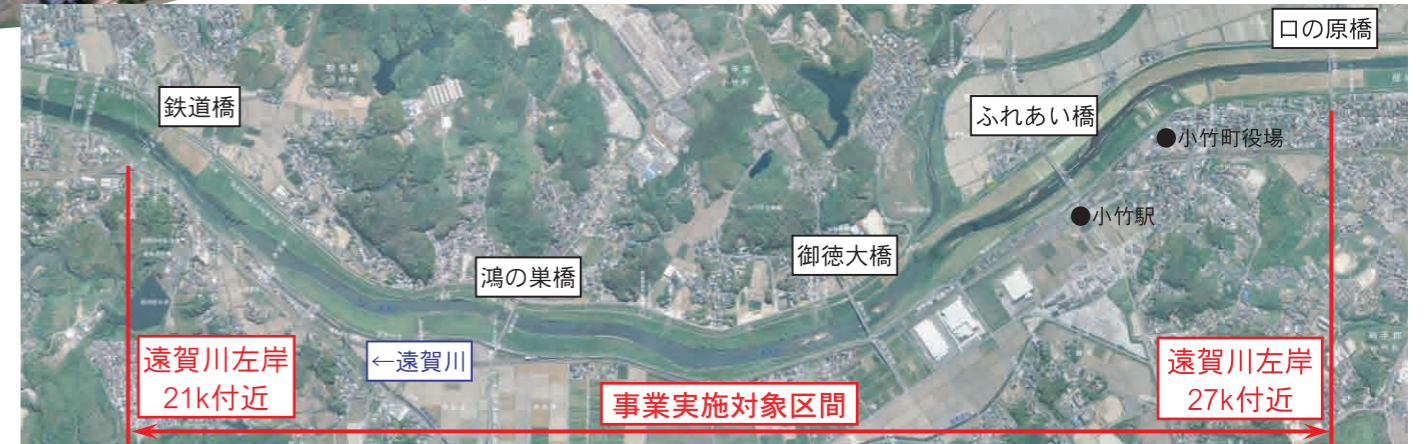 口の原橋
鉄道橋
ふれあい橋
●小竹町役場
●小竹駅
御徳大橋
鴻の巣橋
←遠賀川
遠賀川左岸
21k付近
事業実施対象区間
遠賀川左岸
27k付近